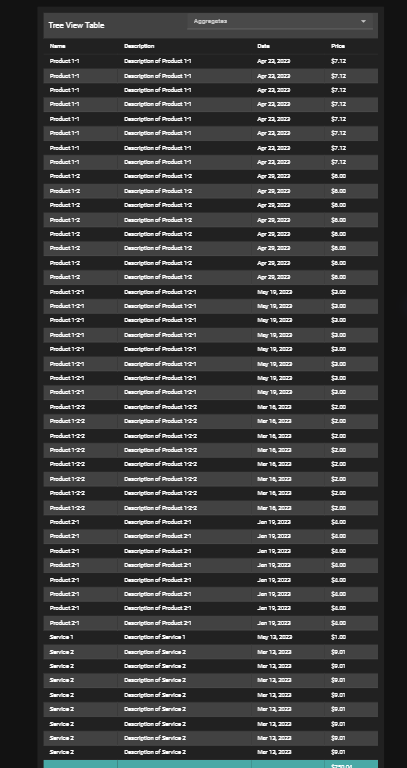 Tree View Table
Aggregates
Name Description Date Price
Product 1-1 Description of Product 1-1 Apr 23, 2023 $7.12
Product 1-1 Description of Product 1-1 Apr 23, 2023 $7.12
Product 1-1 Description of Product 1-1 Apr 23, 2023 $7.12
Product 1-1 Description of Product 1-1 Apr 23, 2023 $7.12
Product 1-1 Description of Product 1-1 Apr 23, 2023 $7.12
Product 1-1 Description of Product 1-1 Apr 23, 2023 $7.12
Product 1-1 Description of Product 1-1 Apr 23, 2023 $7.12
Product 1-1 Description of Product 1-1 Apr 23, 2023 $7.12
Product 1-2 Description of Product 1-2 Apr 29, 2023 $6.00
Product 1-2 Description of Product 1-2 Apr 29, 2023 $6.00
Product 1-2 Description of Product 1-2 Apr 29, 2023 $6.00
Product 1-2 Description of Product 1-2 Apr 29, 2023 $6.00
Product 1-2 Description of Product 1-2 Apr 29, 2023 $6.00
Product 1-2 Description of Product 1-2 Apr 29, 2023 $6.00
Product 1-2 Description of Product 1-2 Apr 29, 2023 $6.00
Product 1-2 Description of Product 1-2 Apr 29, 2023 $6.00
Product 1-2-1 Description of Product 1-2-1 May 19, 2023 $3.00
Product 1-2-1 Description of Product 1-2-1 May 19, 2023 $3.00
Product 1-2-1 Description of Product 1-2-1 May 19, 2023 $3.00
Product 1-2-1 Description of Product 1-2-1 May 19, 2023 $3.00
Product 1-2-1 Description of Product 1-2-1 May 19, 2023 $3.00
Product 1-2-1 Description of Product 1-2-1 May 19, 2023 $3.00
Product 1-2-1 Description of Product 1-2-1 May 19, 2023 $3.00
Product 1-2-1 Description of Product 1-2-1 May 19, 2023 $3.00
Product 1-2-2 Description of Product 1-2-2 Mar 16, 2023 $2.00
Product 1-2-2 Description of Product 1-2-2 Mar 16, 2023 $2.00
Product 1-2-2 Description of Product 1-2-2 Mar 16, 2023 $2.00
Product 1-2-2 Description of Product 1-2-2 Mar 16, 2023 $2.00
Product 1-2-2 Description of Product 1-2-2 Mar 16, 2023 $2.00
Product 1-2-2 Description of Product 1-2-2 Mar 16, 2023 $2.00
Product 1-2-2 Description of Product 1-2-2 Mar 16, 2023 $2.00
Product 1-2-2 Description of Product 1-2-2 Mar 16, 2023 $2.00
Product 2-1 Description of Product 2-1 Jan 19, 2023 $4.00
Product 2-1 Description of Product 2-1 Jan 19, 2023 $4.00
Product 2-1 Description of Product 2-1 Jan 19, 2023 $4.00
Product 2-1 Description of Product 2-1 Jan 19, 2023 $4.00
Product 2-1 Description of Product 2-1 Jan 19, 2023 $4.00
Product 2-1 Description of Product 2-1 Jan 19, 2023 $4.00
Product 2-1 Description of Product 2-1 Jan 19, 2023 $4.00
Product 2-1 Description of Product 2-1 Jan 19, 2023 $4.00
Service 1 Description of Service 1 May 13, 2023 $1.00
Service 2 Description of Service 2 Mar 13, 2023 $9.01
Service 2 Description of Service 2 Mar 13, 2023 $9.01
Service 2 Description of Service 2 Mar 13, 2023 $9.01
Service 2 Description of Service 2 Mar 13, 2023 $9.01
Service 2 Description of Service 2 Mar 13, 2023 $9.01
Service 2 Description of Service 2 Mar 13, 2023 $9.01
Service 2 Description of Service 2 Mar 13, 2023 $9.01
Service 2 Description of Service 2 Mar 13, 2023 $9.01
$250.04